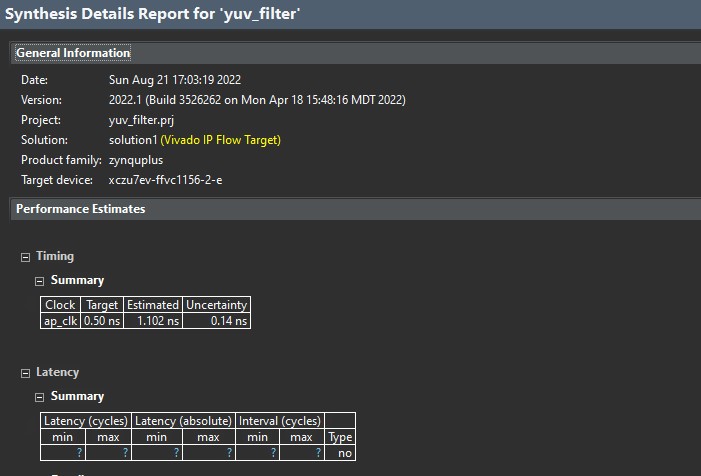 Synthesis Details Report for 'yuv_filter'
General Information
Date: Sun Aug 21 17:03:19 2022
Version: 2022.1 (Build 3526262 on Mon Apr 18 15:48:16 MDT 2022)
Project: yuv_filter.prj
Solution: solution1 (Vivado IP Flow Target)
Product family: zynquplus
Target device: xczu7ev-ffvc1156-2-e
Performance Estimates
Timing
Summary
Clock Target Estimated Uncertainty
ap_clk 0.50 ns 1.102 ns 0.14 ns
Latency
Summary
Latency (cycles) Latency (absolute) Interval (cycles)
min max min max min max Type
? ? ? ? ? ? no